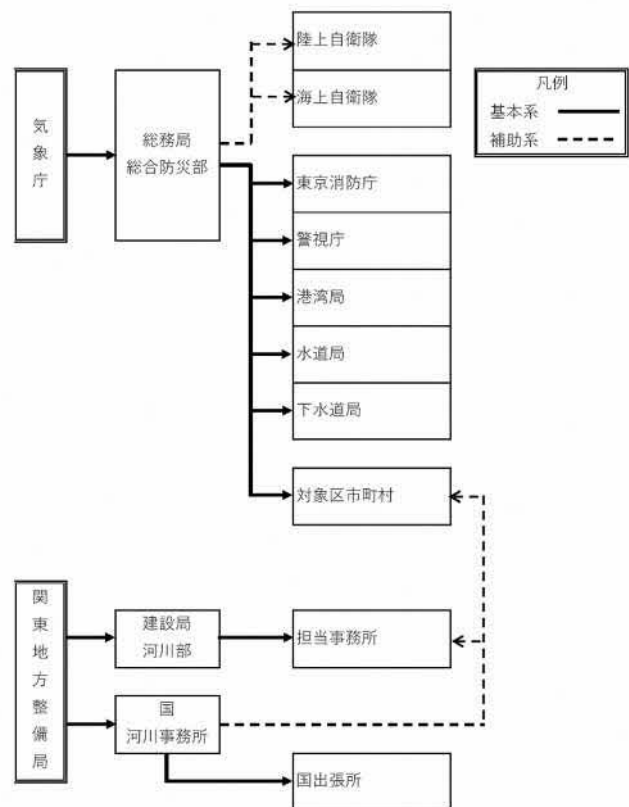 陸上自衛隊
海上自衛隊
凡例
基本系
補助系
気象庁
総務局
総合防災部
東京消防庁
警視庁
港湾局
水道局
下水道局
対象区市町村
関東地方整備局
建設局
河川部
担当事務所
国
河川事務所
国出張所